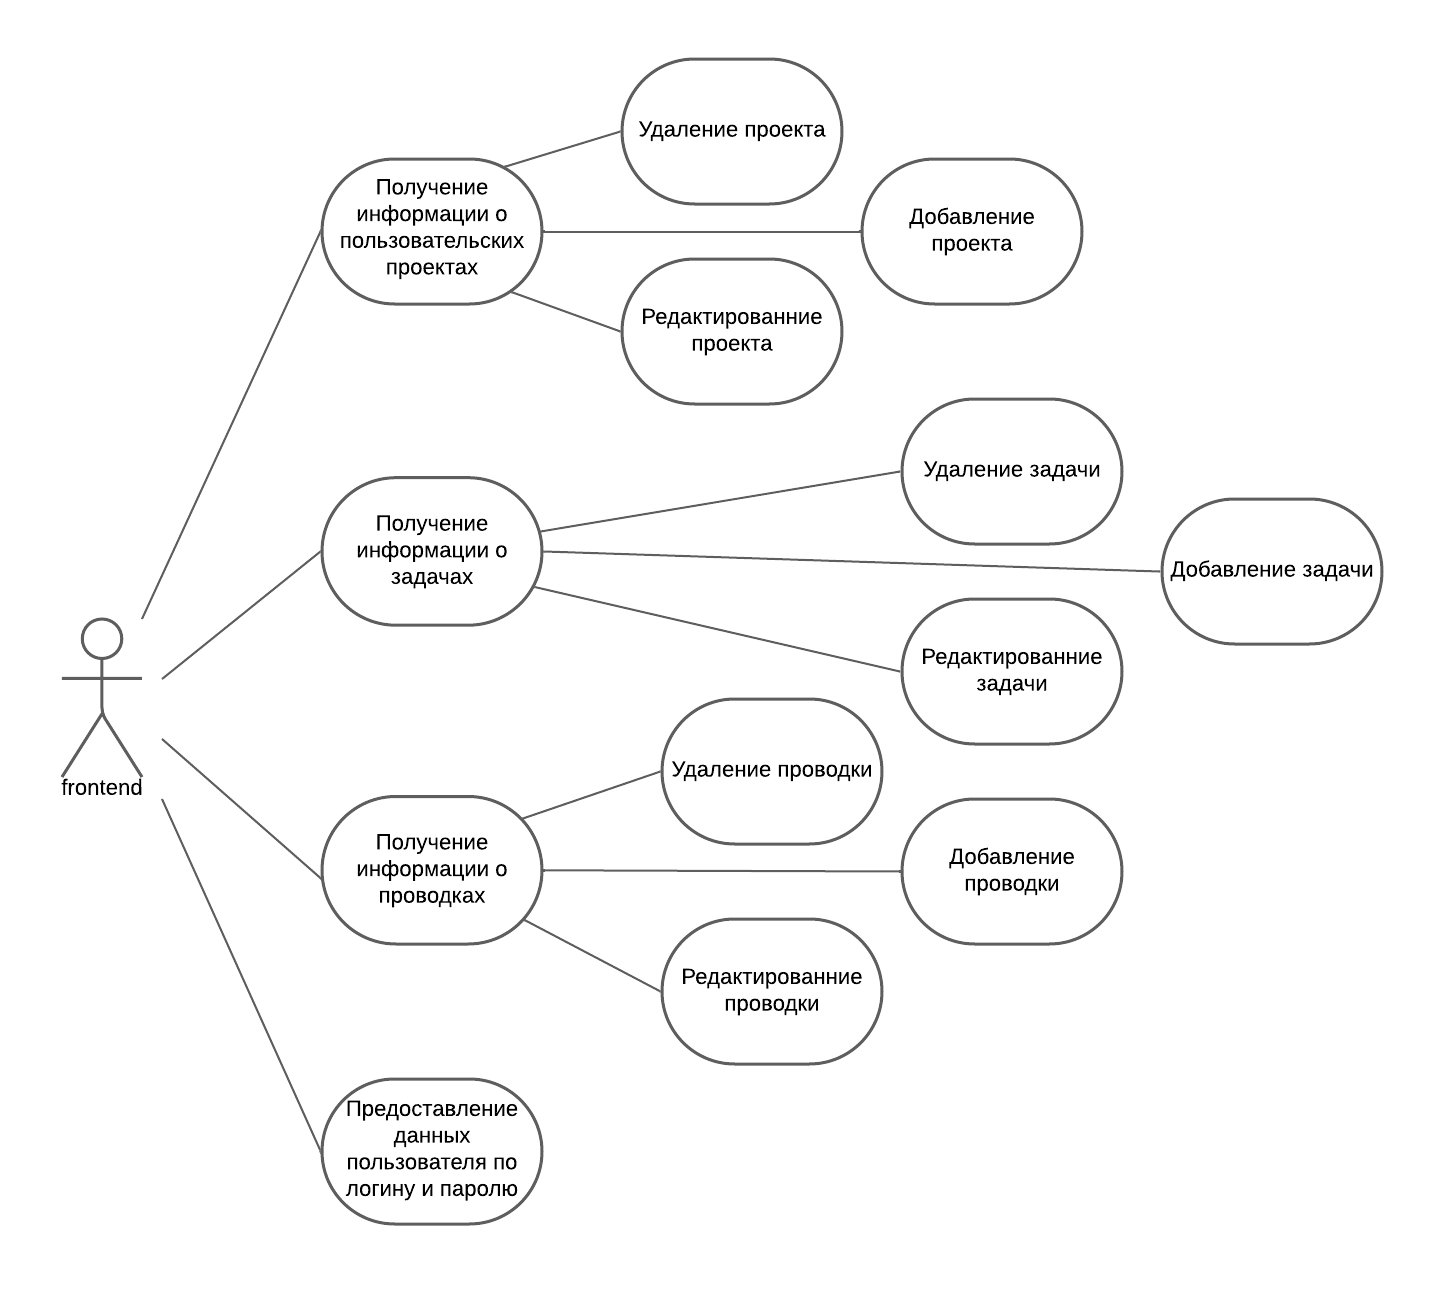 Удаление проекта
Получение
информации о
пользовательских
проектах
Добавление
проекта
Редактированние
проекта
Удаление задачи
Получение
информации о
задачах
Добавление задачи
Редактированние
задачи
frontend
Удаление проводки
Получение
информации о
проводках
Добавление
проводки
Редактированние
проводки
Предоставление
данных
пользователя по
логину и паролю